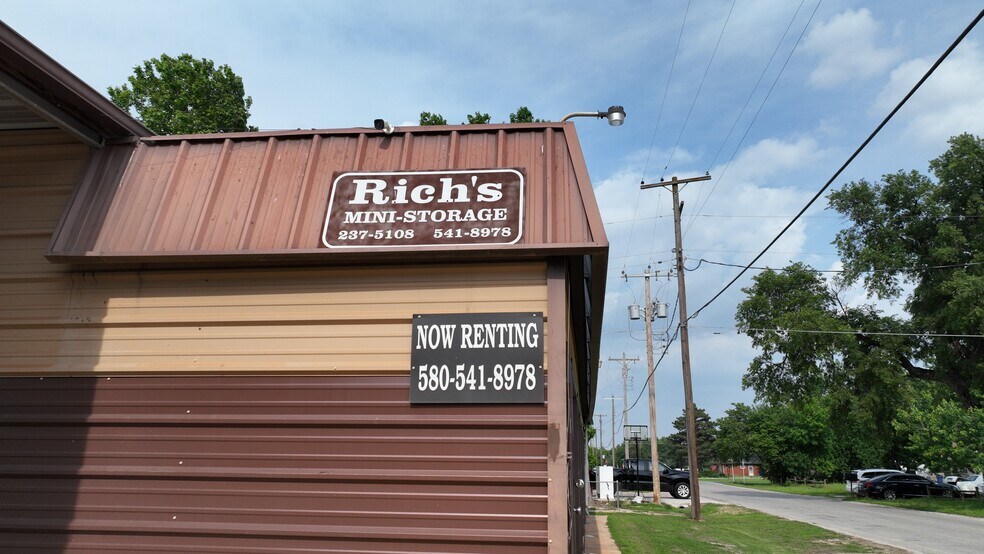 Rich's
MINI-STORAGE
237-5108 541-8978
NOW RENTING
580-541-8978